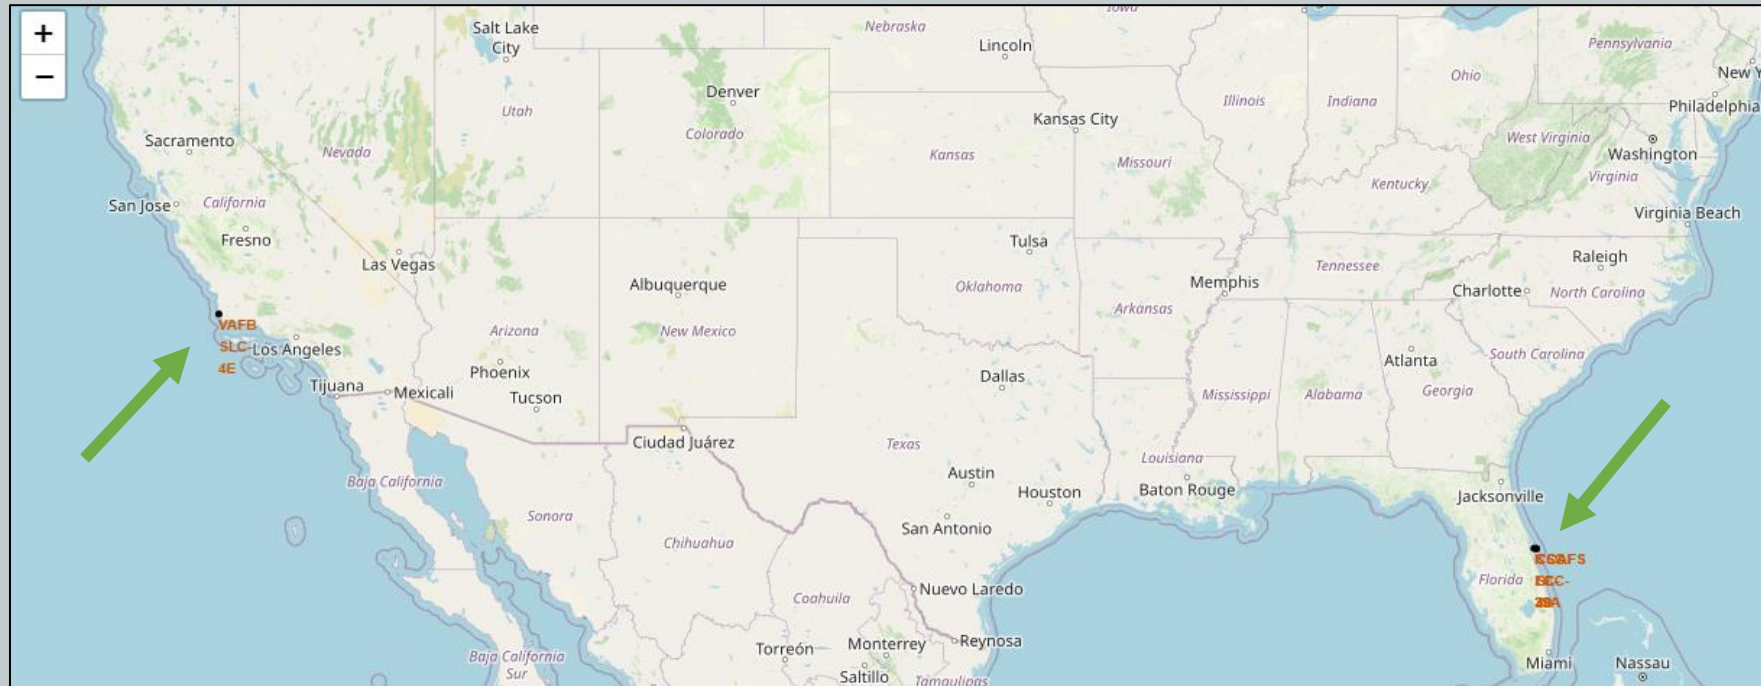 +
−
Salt Lake
City
Nebraska
Lincoln
Pennsylvania
New Y
Ohio
Denver
Utah
Colorado
Illinois
Indiana
Philadelphia
Kansas City
Sacramento
Nevada
Kansas
Missouri
West Virginia
Washington
Kentucky
Virginia
San Jose
California
Virginia Beach
Fresno
Las Vegas
Tulsa
Tennessee
Raleigh
Albuquerque
Oklahoma
Memphis
Charlotte
North Carolina
Arkansas
VAFB
SLC-
4E
Los Angeles
Arizona
New Mexico
South Carolina
Atlanta
Phoenix
Dallas
Tijuana
Mexicali
Tucson
Mississippi
Alabama
Georgia
Ciudad Juárez
Texas
Louisiana
Baja California
Austin
Houston
Baton Rouge
Jacksonville
Sonora
San Antonio
Chihuahua
Florida
Nuevo Laredo
Coahuila
Torreón
Monterrey
Reynosa
Baja California
Sur
Saltillo
Tamaulipas
Miami
Nassau